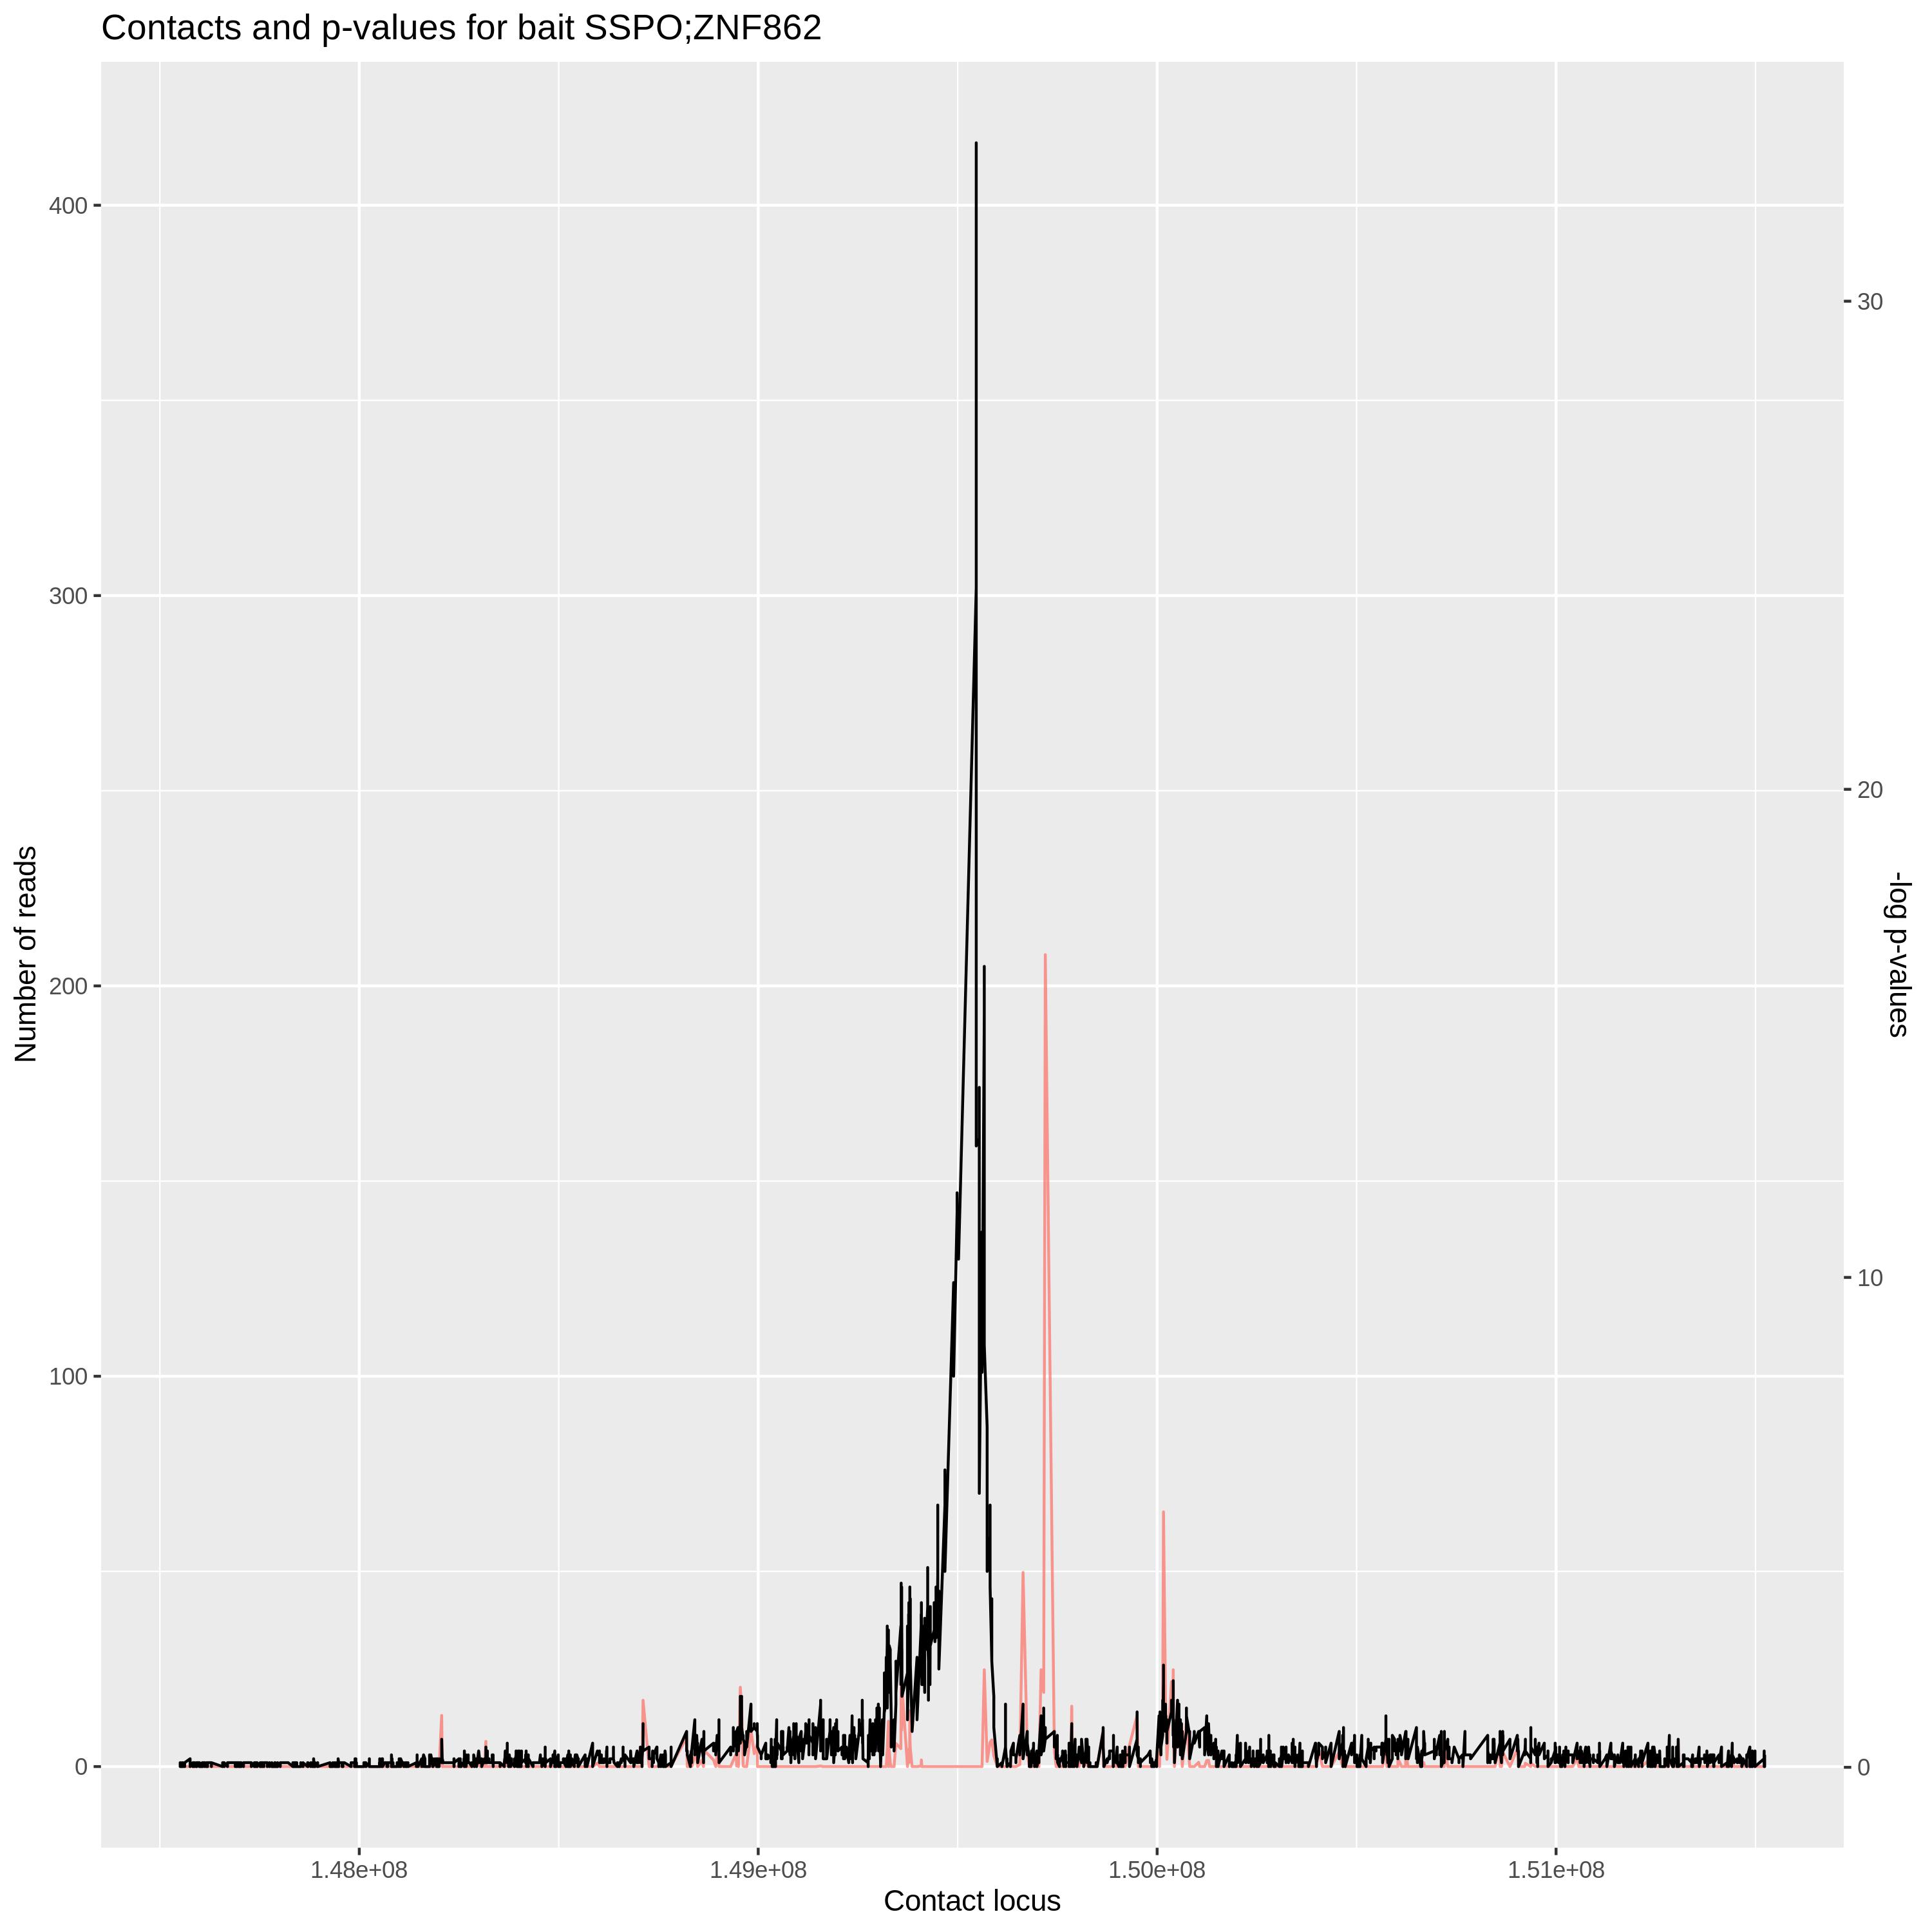 Contacts and p-values for bait SSPO;ZNF862
400
300
200
100
0
Number of reads
30
20
10
0
-log p-values
1.48e+08
1.49e+08
1.50e+08
1.51e+08
Contact locus